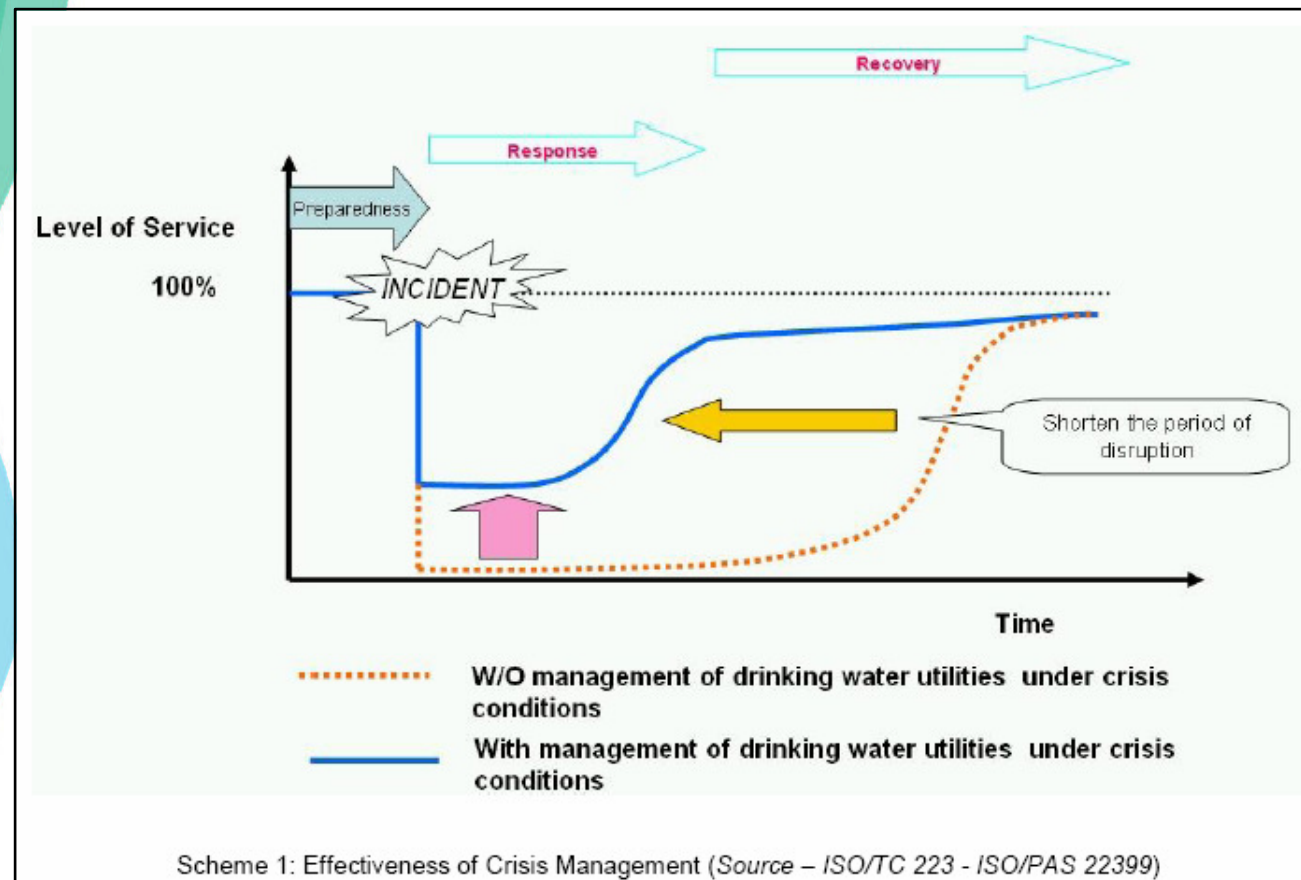 Recovery
Response
Preparedness
Level of Service
100%
INCIDENT
Shorten the period of
disruption
Time
W/O management of drinking water utilities under crisis
conditions
With management of drinking water utilities under crisis
conditions
Scheme 1: Effectiveness of Crisis Management (Source – ISO/TC 223 - ISO/PAS 22399)